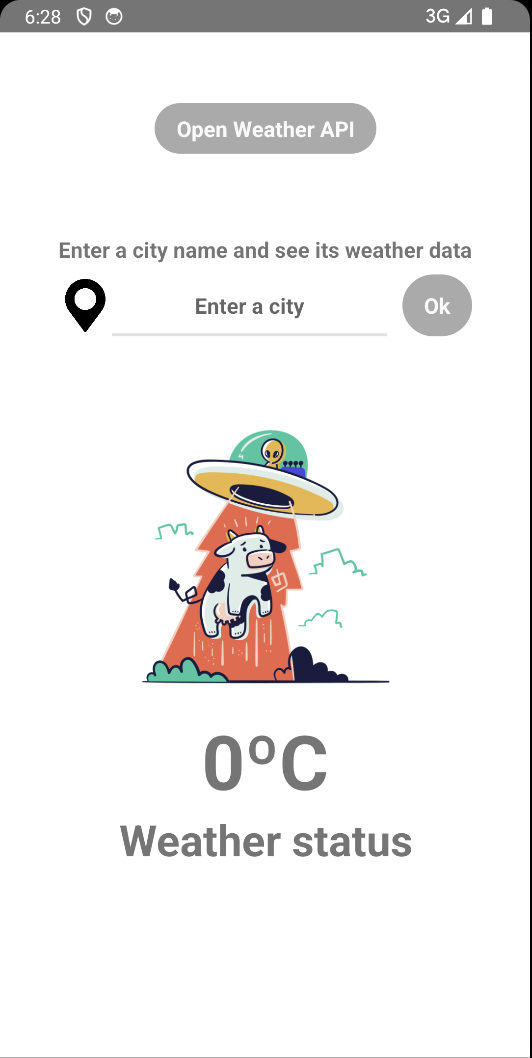 6:28 3G
Open Weather API
Enter a city name and see its weather data
Enter a city Ok
0ºC
Weather status